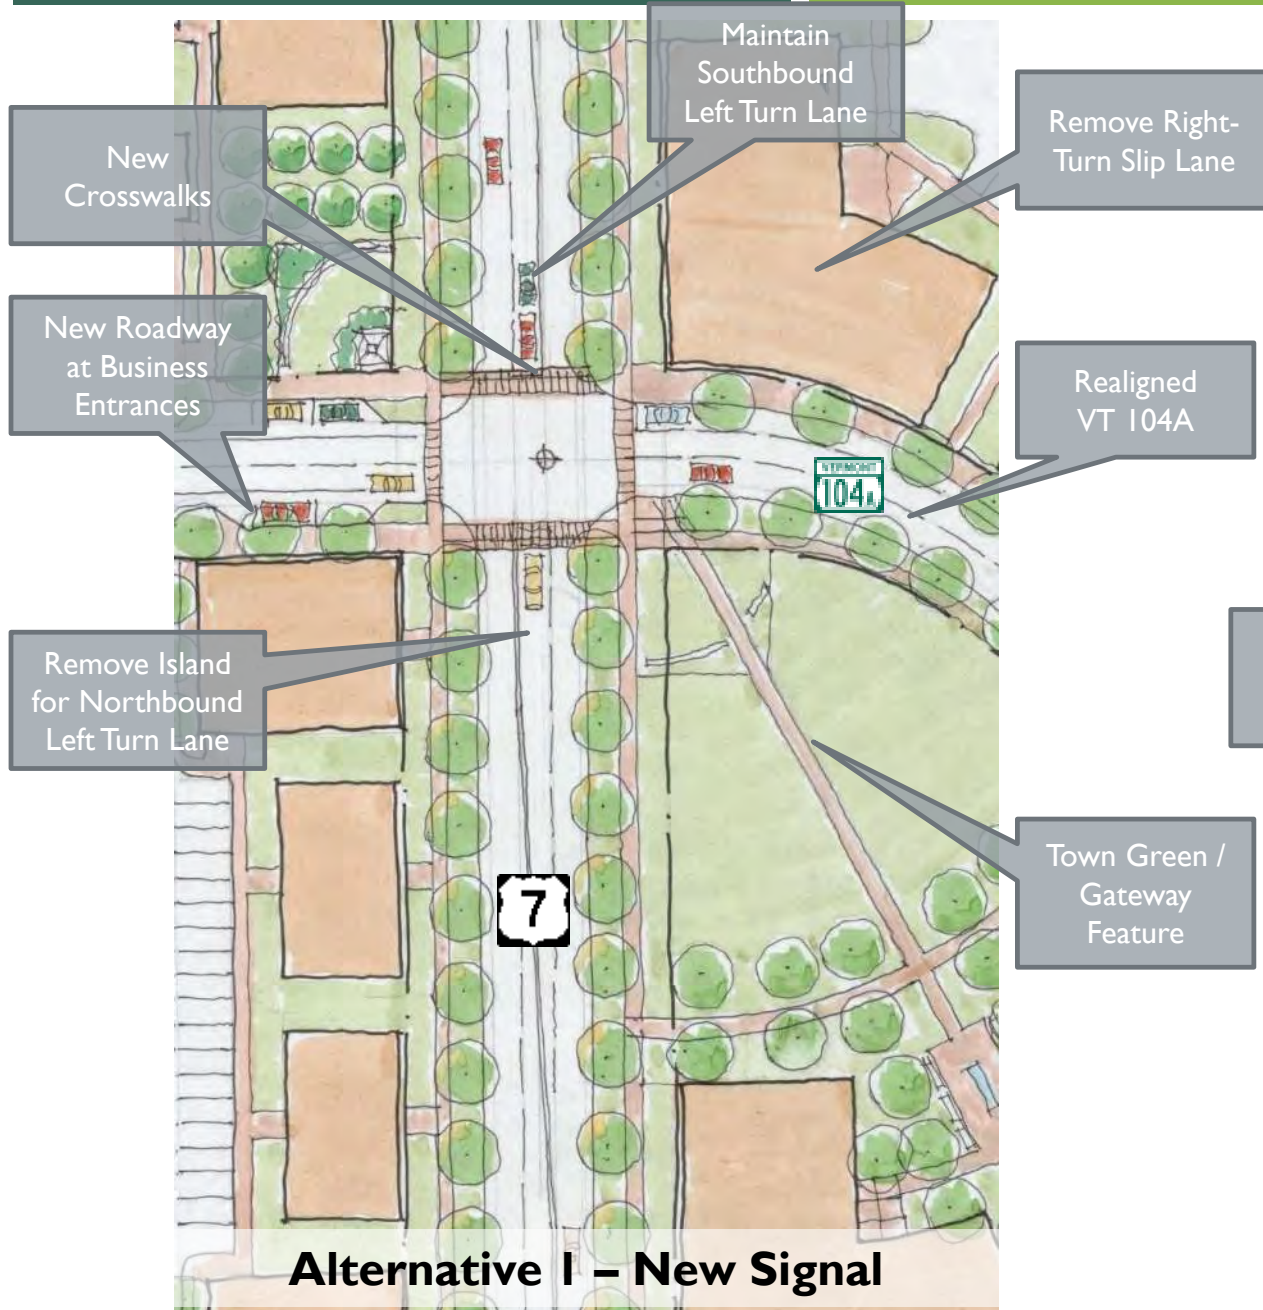 Maintain
Southbound
Left Turn Lane
Remove Right-
Turn Slip Lane
New
Crosswalks
New Roadway
at Business
Entrances
Realigned
VT 104A
VERMONT
104A
Remove Island
for Northbound
Left Turn Lane
7
Town Green /
Gateway
Feature
Alternative 1 – New Signal